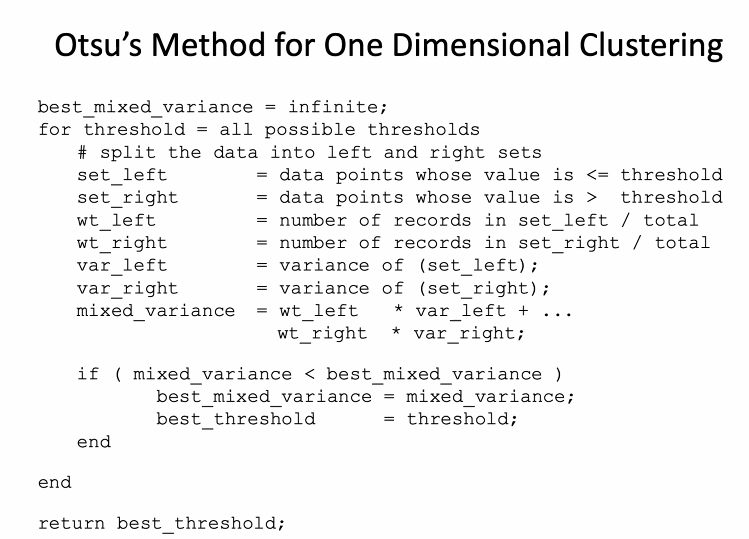 Otsu's Method for One Dimensional Clustering
best_mixed_variance = infinite;
for threshold = all possible thresholds
# split the data into left and right sets
set_left = data points whose value is <= threshold
set_right = data points whose value is > threshold
wt_left = number of records in set_left / total
wt_right = number of records in set_right / total
var_left = variance of (set_left);
var_right = variance of (set_right);
mixed_variance = wt_left * var_left + ...
wt_right * var_right;
if ( mixed_variance < best_mixed_variance )
best_mixed_variance = mixed_variance;
best_threshold = threshold;
end
end
return best_threshold;